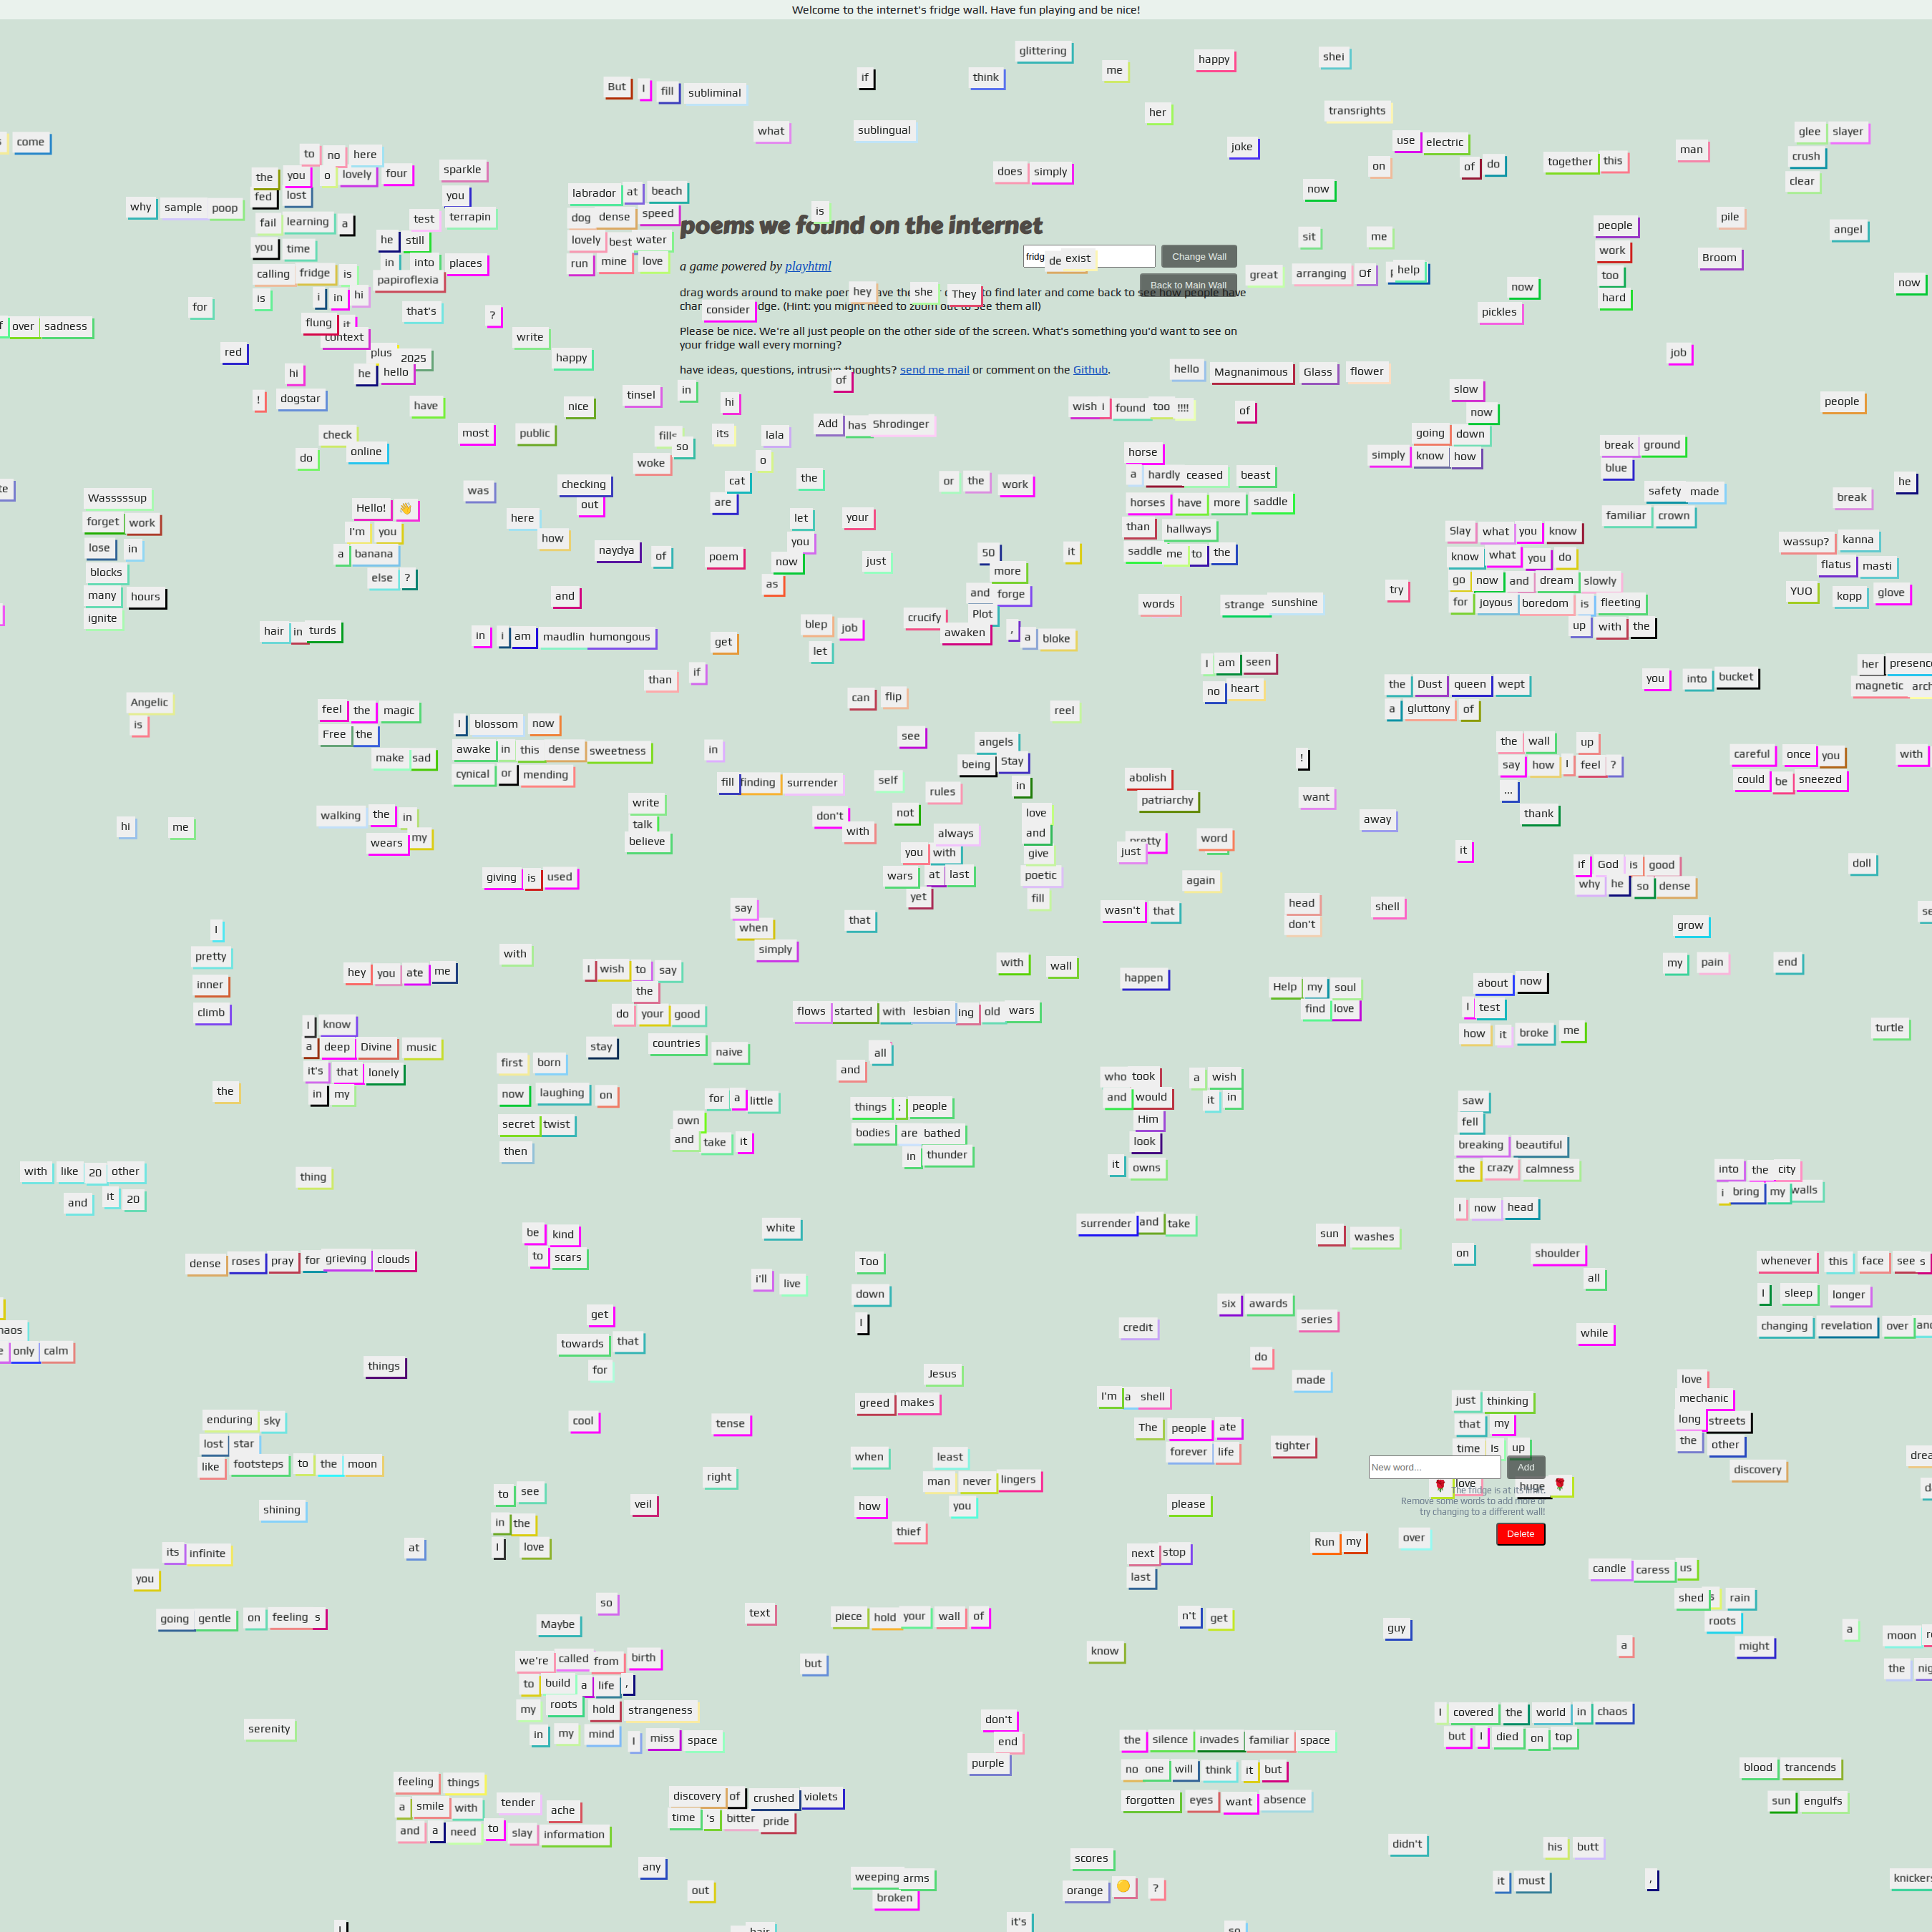 Welcome to the internet's fridge wall. Have fun playing and be nice!
glittering
happy
shei
me
if
think
But I fill subliminal
her
transrights
what
sublingual
come
joke
use electric
glee slayer
to no here
man
crush
does simply
on
of do
together this
the you o lovely four
sparkle
clear
fed lost
you
labrador at beach
now
why sample poop
test terrapin
dog dense speed
is
pile
fail learning a
poems we found on the internet
people
angel
he still
lovely best water
sit
me
you time
work
Broom
in into places
run mine love
a game powered by playhtml
de exist
Change Wall
great arranging Of help
too
calling fridge is
papiroflexia
Back to Main Wall
now
now
is
i in hi
hey she They
hard
for
that's
?
consider
pickles
flung it
over sadness
context
Please be nice. We're all just people on the other side of the screen. What's something you'd want to see on
your fridge wall every morning?
write
red
plus 2025
happy
job
hi
he hello
have ideas, questions, intrusive thoughts? send me mail or comment on the Github.
hello Magnanimous Glass flower
of
! dogstar
have
nice
tinsel
in
hi
wish i found too !!!!
of
slow
now
people
check
most
public
fills
so
its
lala
Add has Shrodinger
going down
do
online
woke
o
horse
simply know how
break ground
cat
the
or the work
a hardly ceased beast
blue
he
Wasssssup
was
checking
are
safety made
break
Hello! 👋
out
horses have more saddle
forget work
here
let
your
than hallways
familiar crown
I'm you
how
you
Slay what you know
lose in
a banana
naydya of
poem
now
just
50
it
saddle me to the
know what you do
wassup? kanna
blocks
else ?
as
more
go now and dream slowly
flatus masti
many hours
and
and forge
words
strange sunshine
try
for joyous boredom is fleeting
YUO kopp glove
ignite
crucify
Plot
up with the
hair in turds
in i am maudlin humongous
get
blep job
awaken , a bloke
let
I am seen
than
if
no heart
the Dust queen wept
you into bucket
her presence
Angelic
can flip
a gluttony of
magnetic
is
feel the magic
reel
Free the
I blossom now
see
angels
the wall up
make sad
awake in this dense sweetness
in
being Stay
!
say how I feel ?
careful once you
with
cynical or mending
fill finding surrender
self
in
abolish
...
could be sneezed
rules
patriarchy
want
write
thank
walking the in
talk
don't
not
love
away
hi
me
wears my
believe
with
always
and
pretty
word
just
it
you with
give
if God is good
doll
giving is used
wars at last
poetic
again
why he so dense
yet
fill
say
head
shell
I
when
that
wasn't that
don't
grow
pretty
with
simply
hey you ate me
I wish to say
with
wall
happen
my pain
end
inner
the
Help my soul
about now
climb
do your good
flows started with lesbian ing old wars
find love
I test
I know
how it broke me
turtle
a deep Divine music
stay
countries
naive
all
it's that lonely
first born
and
who took
a wish
the
in my
now laughing on
for a little
things : people
and would
it in
saw
own
Him
fell
secret twist
and take it
bodies are bathed
look
breaking beautiful
then
in thunder
it owns
the crazy calmness
with like 20 other
thing
into the city
and it 20
i bring my walls
I now head
be kind
white
surrender and take
sun washes
to scars
on
shoulder
dense roses pray for grieving clouds
Too
whenever this face see s
i'll live
all
down
I sleep longer
get
six awards
I
series
credit
changing revelation over
towards that
while
only calm
things
for
do
Jesus
made
love
greed makes
I'm a shell
just thinking
mechanic
enduring sky
cool
tense
The people ate
that my
long streets
lost star
when
least
forever life
tighter
time Is up
the other
like footsteps to the moon
right
man never lingers
New word...
Add
discovery
to see
🌹 love huge 🌹
The fridge is at its limit.
Remove some words to add more or
try changing to a different wall!
shining
veil
how
you
please
in the
thief
Delete
its infinite
at
I love
Run my
over
next stop
you
last
candle caress us
so
shed
rain
going gentle on feeling s
Maybe
text
piece hold your wall of
n't get
roots
guy
a
moon
we're called from birth
but
know
a
might
to build a life ,
the
my roots hold strangeness
serenity
don't
I covered the world in chaos
in my mind I miss space
end
the silence invades familiar space
but I died on top
purple
no one will think it but
blood trancends
feeling things
discovery of crushed violets
forgotten eyes want absence
sun engulfs
a smile with tender ache
time 's bitter pride
and a need to slay information
didn't
his butt
any
scores
out
weeping arms
orange 🟡 ?
it must
,
broken
it's